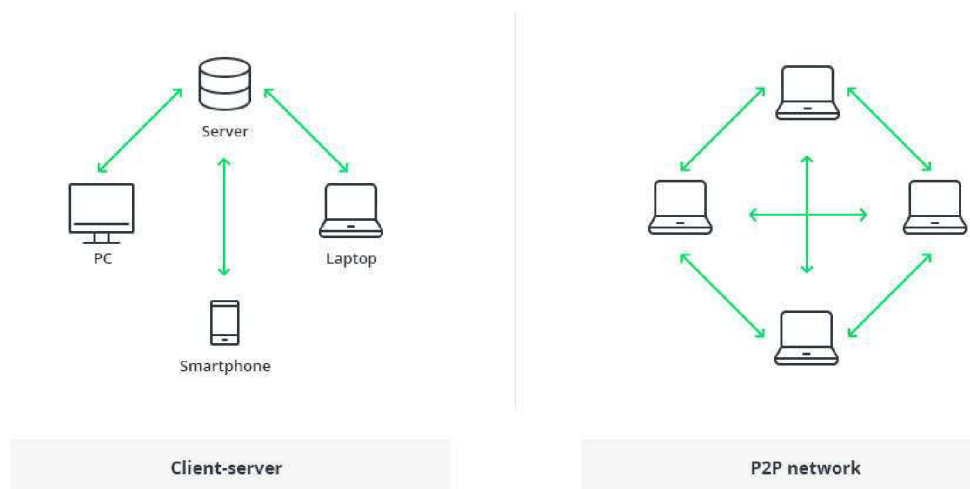 Server
PC
Laptop
Smartphone
Client-server
P2P network